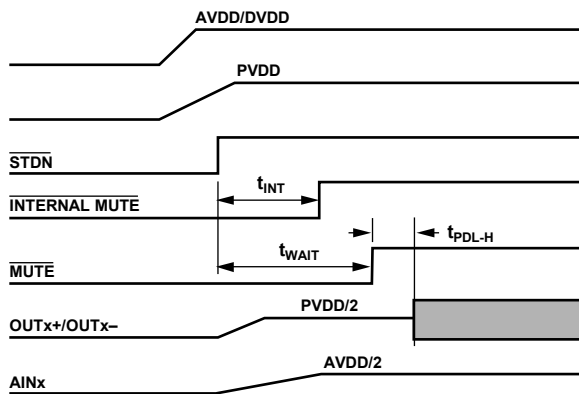 AVDD/DVDD
PVDD
STDN
tINT
INTERNAL MUTE
tPDL-H
tWAIT
MUTE
PVDD/2
OUTx+/OUTx–
AVDD/2
AINx